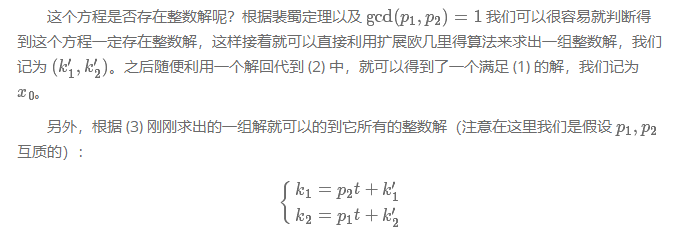 这个方程是否存在整数解呢？根据裴蜀定理以及 gcd(p₁, p₂) = 1 我们可以很容易就判断得
到这个方程一定存在整数解，这样接着就可以直接利用扩展欧几里得算法来求出一组整数解，我们
记为 (k₁′, k₂′)。之后随便利用一个解回代到 (2) 中，就可以得到了一个满足 (1) 的解，我们记为
x₀。
另外，根据 (3) 刚刚求出的一组解就可以的到它所有的整数解（注意在这里我们是假设 p₁, p₂
互质的）：
{ k₁ = p₂t + k₁′
k₂ = p₁t + k₂′